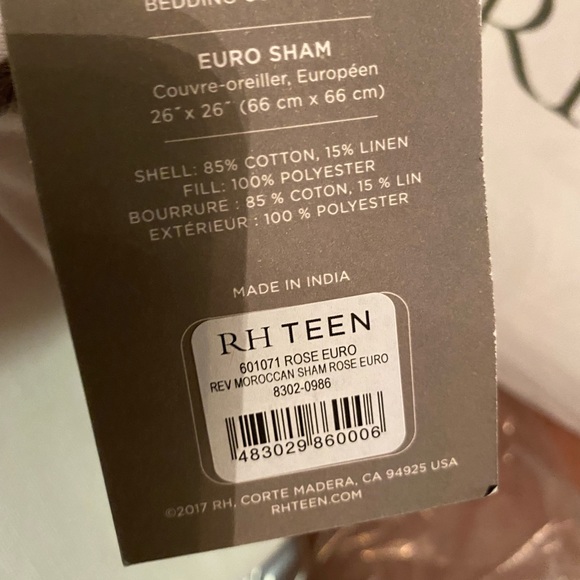 BEDDING
EURO SHAM
Couvre-oreiller, Européen
26" x 26" (66 cm x 66 cm)
SHELL: 85% COTTON, 15% LINEN
FILL: 100% POLYESTER
BOURRURE : 85 % COTON, 15 % LIN
EXTÉRIEUR : 100 % POLYESTER
MADE IN INDIA
RH TEEN
601071 ROSE EURO
REV MOROCCAN SHAM ROSE EURO
8302-0986
483029 860006
©2017 RH, CORTE MADERA, CA 94925 USA
RHTEEN.COM
R